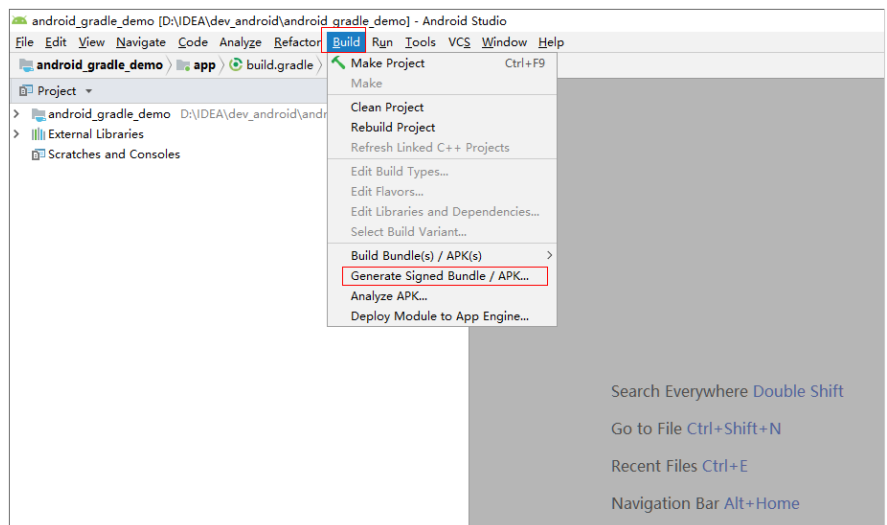 android_gradle_demo [D:\IDEA\dev_android\android_gradle_demo] - Android Studio
File Edit View Navigate Code Analyze Refactor Build Run Tools VCS Window Help
android_gradle_demo app build.gradle
Project
android_gradle_demo D:\IDEA\dev_android\andr
External Libraries
Scratches and Consoles
Make Project Ctrl+F9
Make
Clean Project
Rebuild Project
Refresh Linked C++ Projects
Edit Build Types...
Edit Flavors...
Edit Libraries and Dependencies...
Select Build Variant...
Build Bundle(s) / APK(s)
Generate Signed Bundle / APK...
Analyze APK...
Deploy Module to App Engine...
Search Everywhere Double Shift
Go to File Ctrl+Shift+N
Recent Files Ctrl+E
Navigation Bar Alt+Home